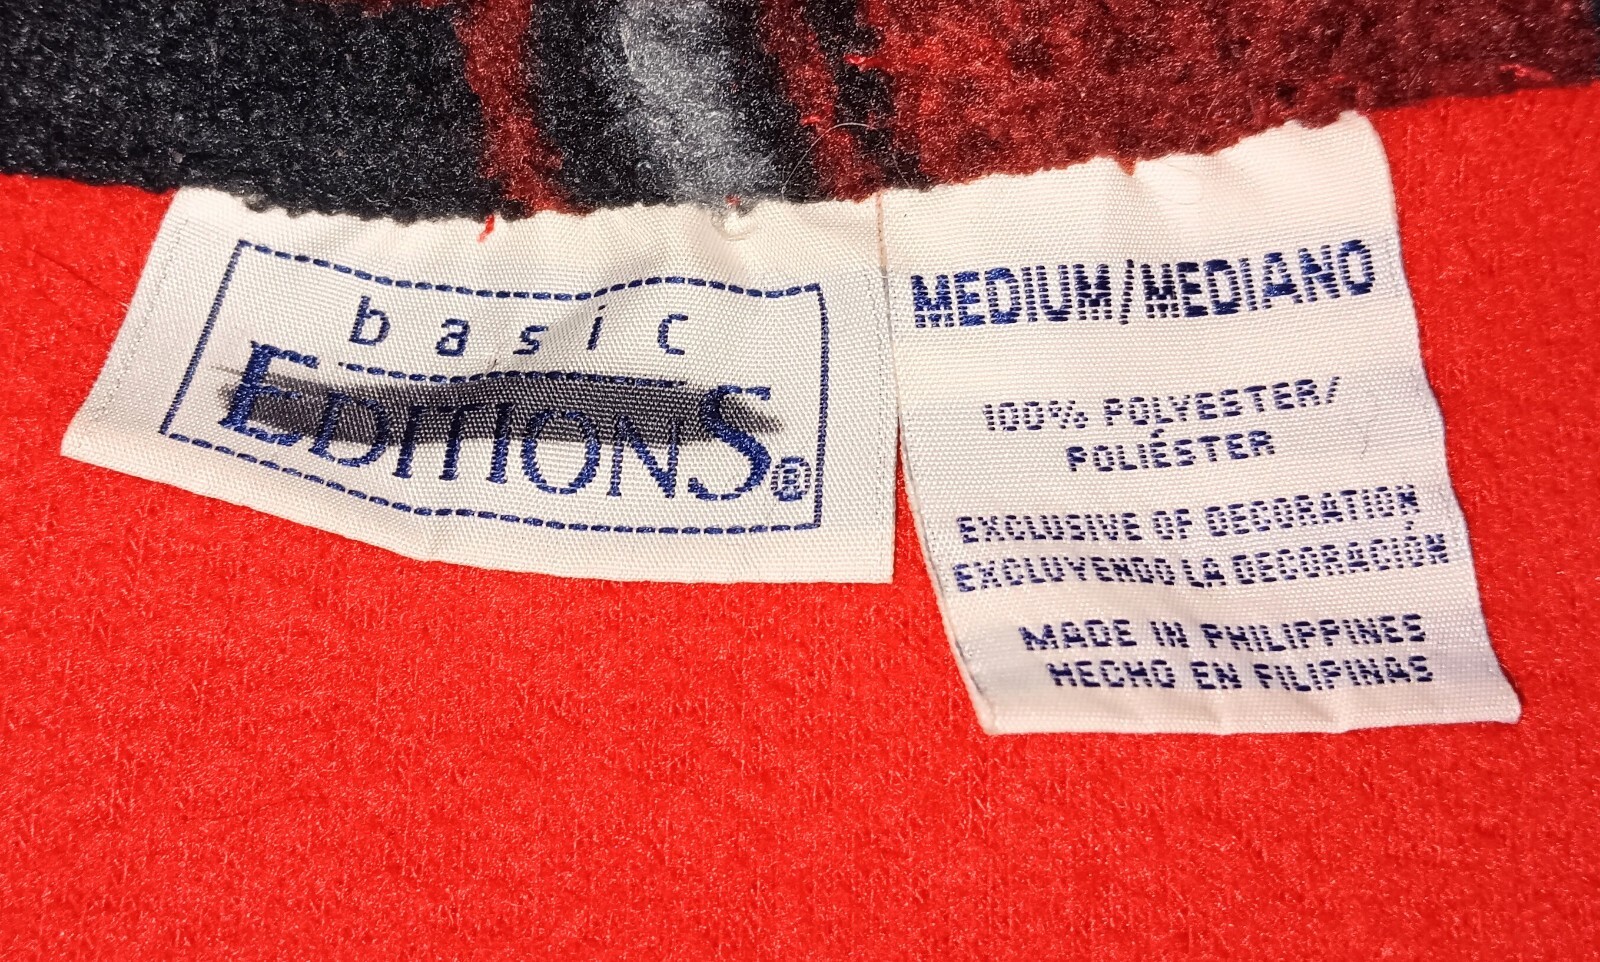 basic
EDITIONS®
MEDIUM/MEDIANO
100% POLYESTER/
POLIÉSTER
EXCLUSIVE OF DECORATION
EXCLUYENDO LA DECORACIÓN
MADE IN PHILIPPINES
HECHO EN FILIPINAS